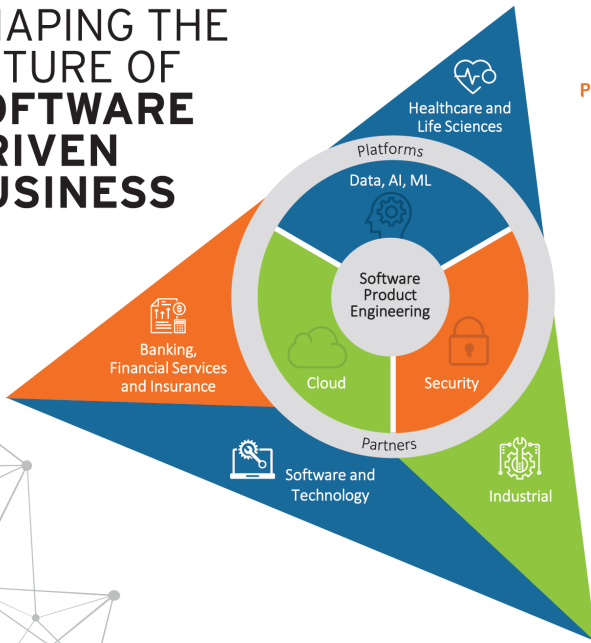 HAPING THE
TURE OF
OFTWARE
RIVEN
USINESS
P
Healthcare and
Life Sciences
Platforms
Data, AI, ML
Software
Product
Engineering
Banking,
Financial Services
and Insurance
Cloud
Security
Partners
Software and
Technology
Industrial